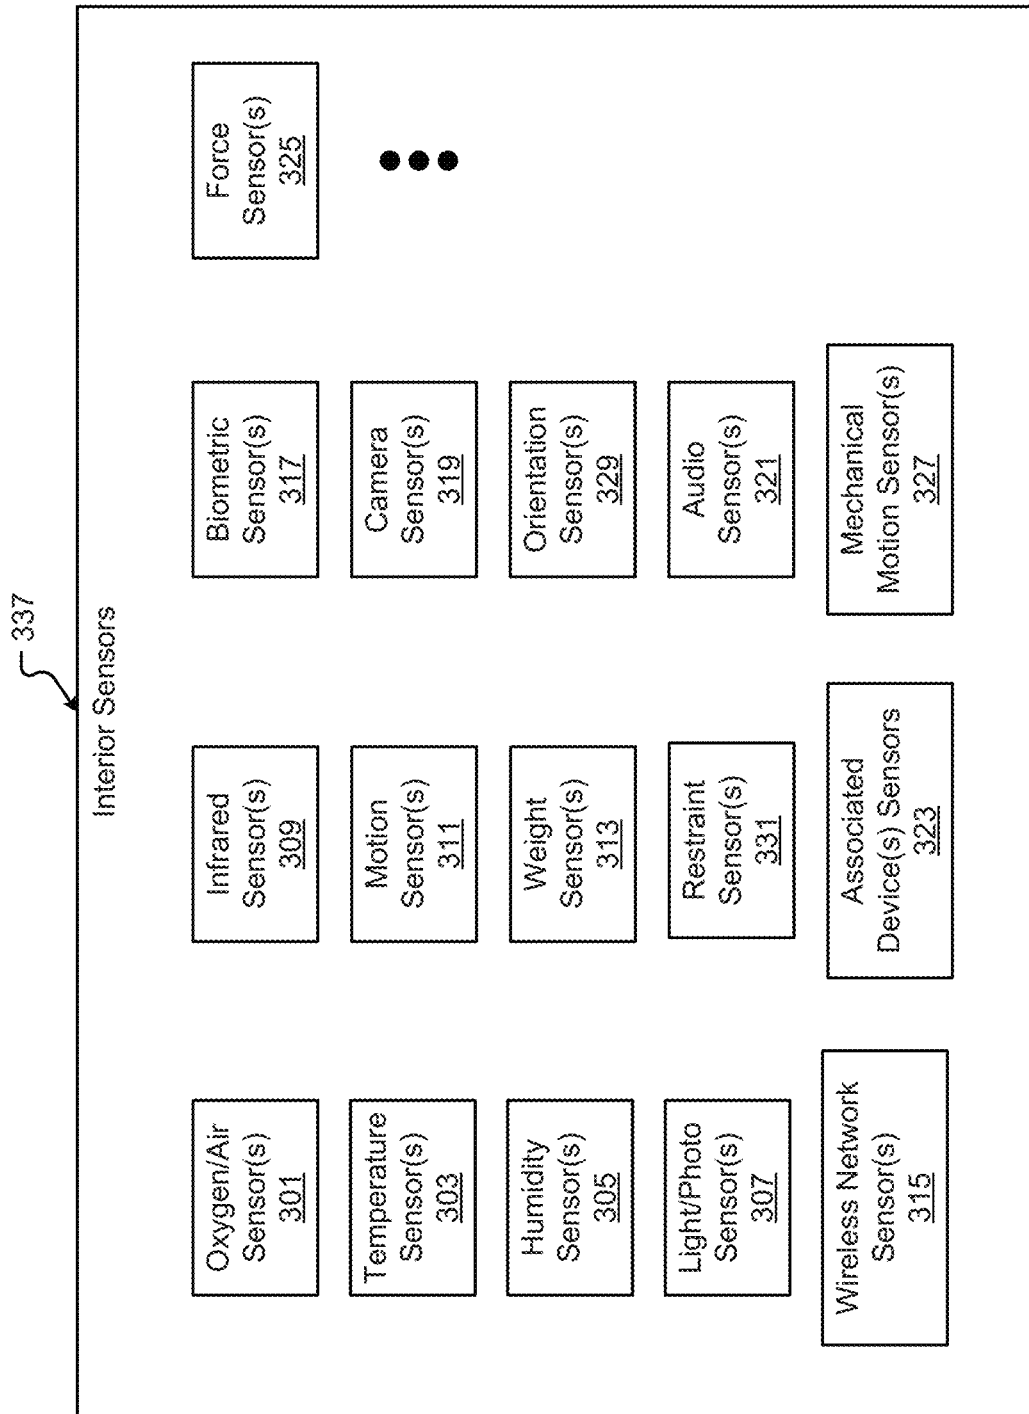 337
Interior Sensors
Oxygen/Air
Sensor(s)
301
Temperature
Sensor(s)
303
Humidity
Sensor(s)
305
Light/Photo
Sensor(s)
307
Wireless Network
Sensor(s)
315
Infrared
Sensor(s)
309
Motion
Sensor(s)
311
Weight
Sensor(s)
313
Restraint
Sensor(s)
331
Associated
Device(s) Sensors
323
Biometric
Sensor(s)
317
Camera
Sensor(s)
319
Orientation
Sensor(s)
329
Audio
Sensor(s)
321
Mechanical
Motion Sensor(s)
327
Force
Sensor(s)
325